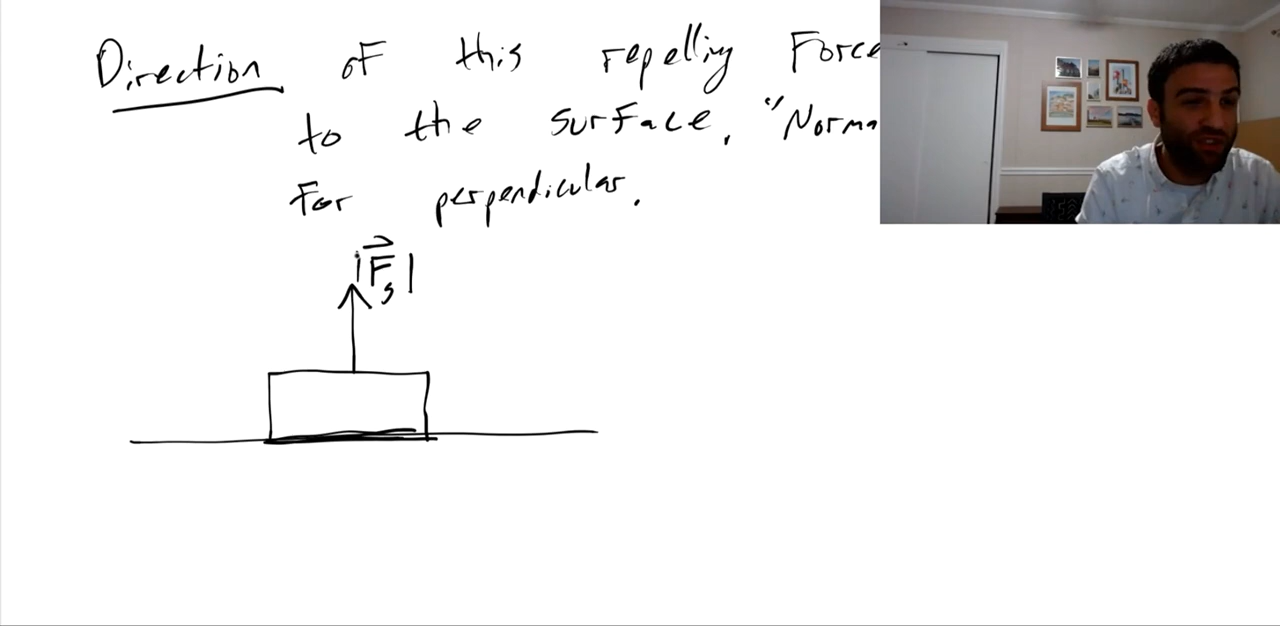 Direction of this repelling Force
to the surface. "Norma
For perpendicular.
|F⃗s|